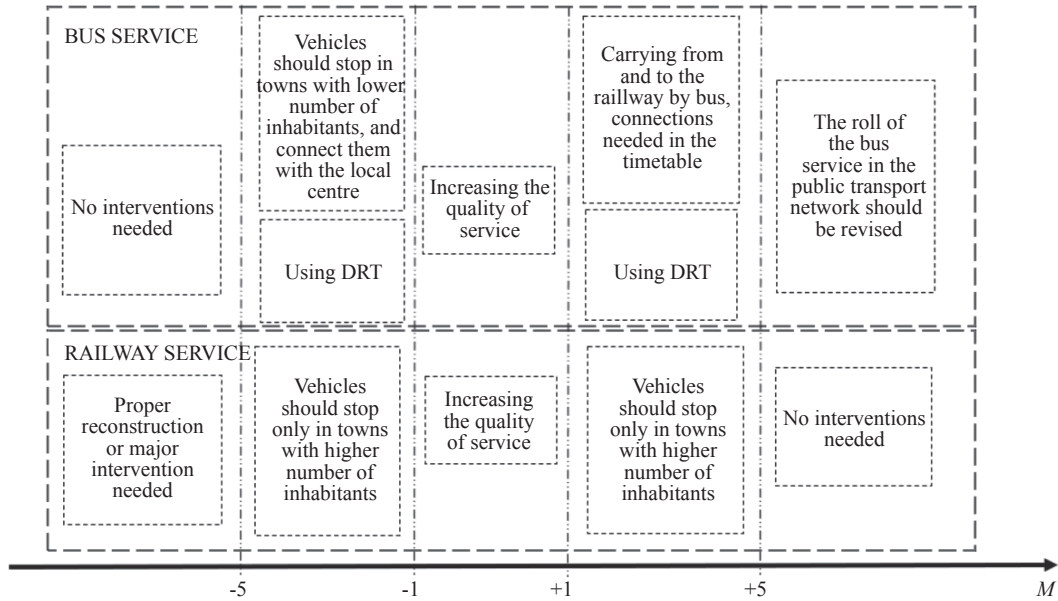 BUS SERVICE
No interventions
needed
Vehicles
should stop in
towns with lower
number of
inhabitants, and
connect them
with the local
centre
Using DRT
Increasing the
quality of
service
Carrying from
and to the
raillway by bus,
connections
needed in the
timetable
Using DRT
The roll of
the bus
service in the
public transport
network should
be revised
RAILWAY SERVICE
Proper
reconstruction
or major
intervention
needed
Vehicles
should stop
only in towns
with higher
number of
inhabitants
Increasing
the quality
of service
Vehicles
should stop
only in towns
with higher
number of
inhabitants
No interventions
needed
-5 -1 +1 +5 M